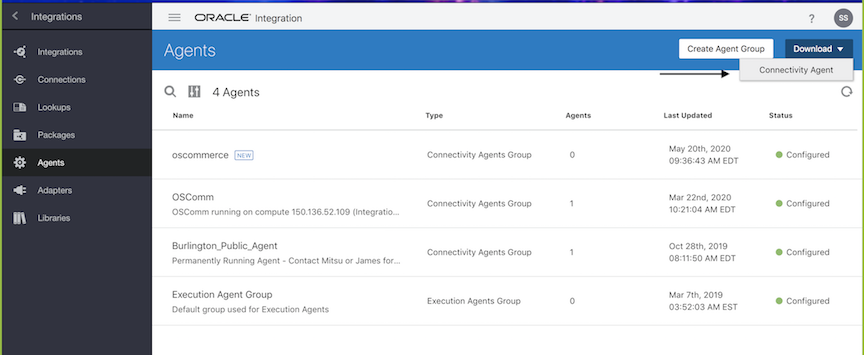 Integrations
ORACLE Integration
?
SS
Integrations
Connections
Lookups
Packages
Agents
Adapters
Libraries
Agents
Create Agent Group
Download
Connectivity Agent
4 Agents
Name Type Agents Last Updated Status
oscommerce NEW Connectivity Agents Group 0 May 20th, 2020 09:36:43 AM EDT Configured
OSComm
OSComm running on compute 150.136.52.109 (Integratio... Connectivity Agents Group 1 Mar 22nd, 2020 10:21:04 AM EDT Configured
Burlington_Public_Agent
Permanently Running Agent - Contact Mitsu or James for... Connectivity Agents Group 1 Oct 28th, 2019 08:11:50 AM EDT Configured
Execution Agent Group
Default group used for Execution Agents Execution Agents Group 0 Mar 7th, 2019 03:52:03 AM EST Configured